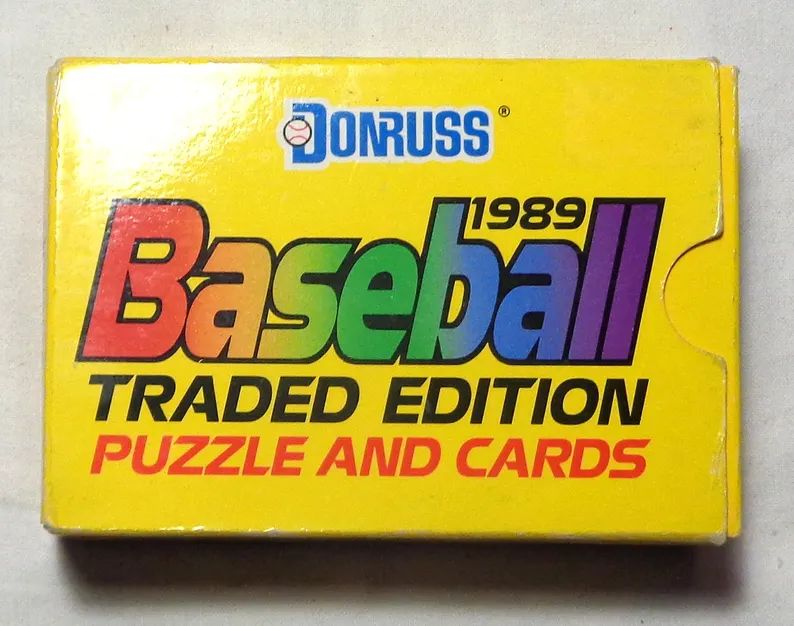 DONRUSS®
1989
Baseball
TRADED EDITION
PUZZLE AND CARDS